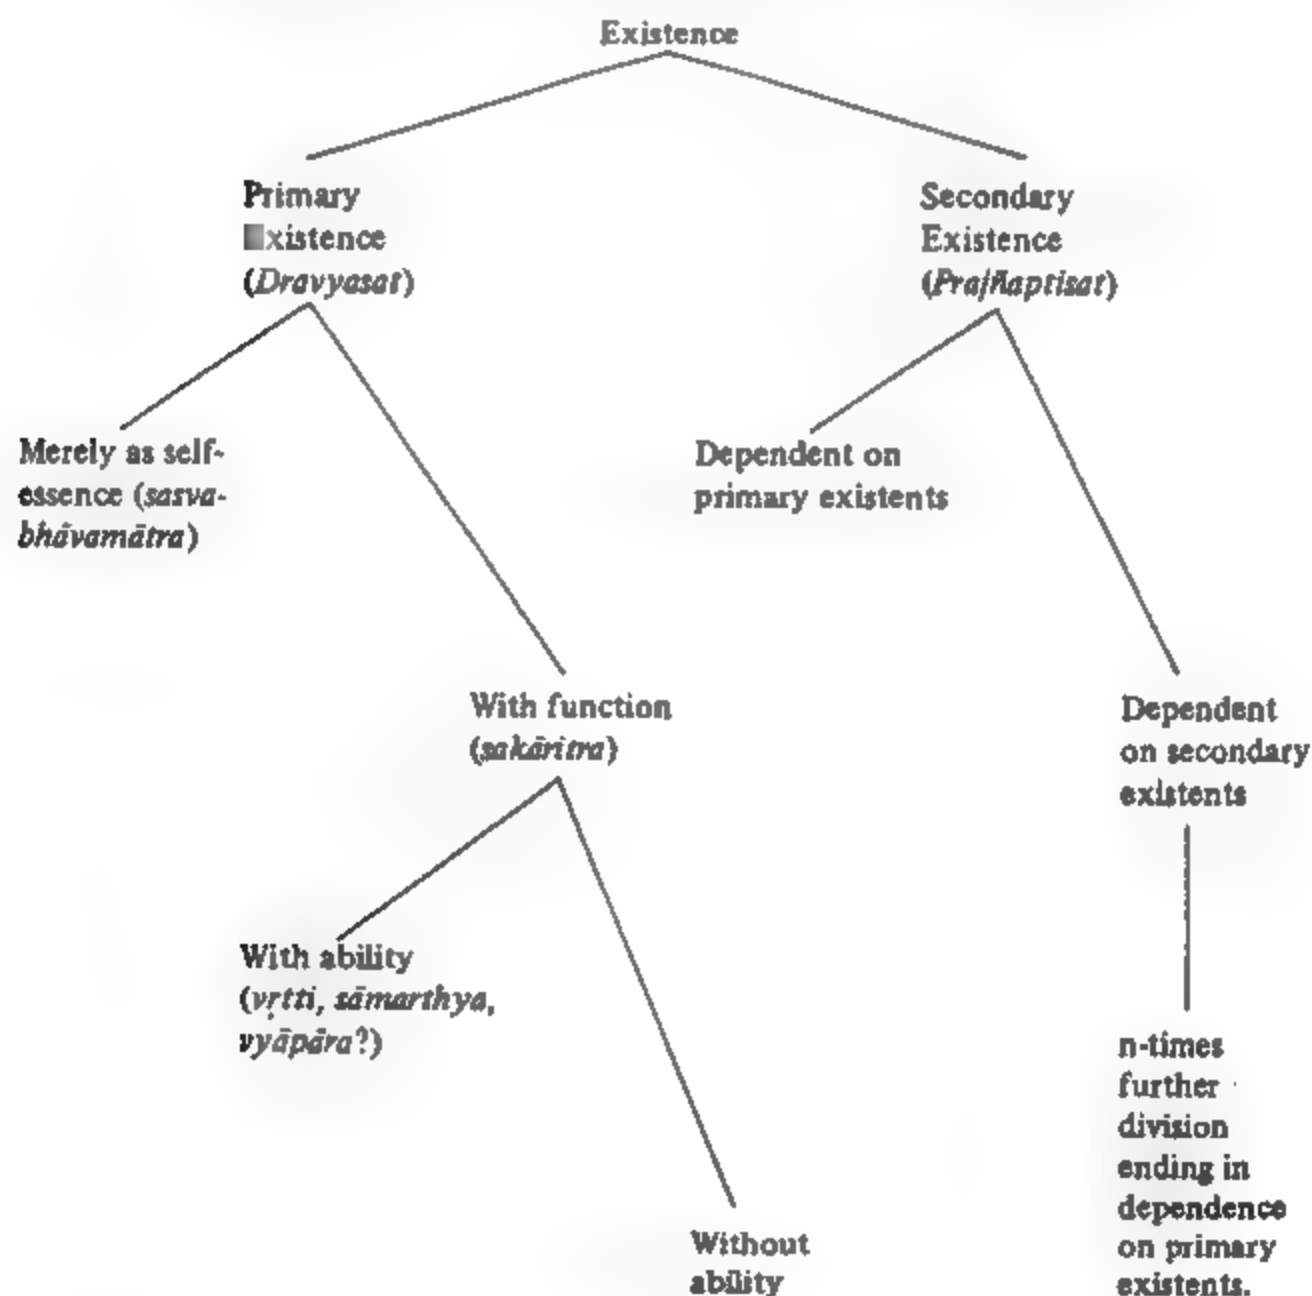 Existence
Primary
Existence
(Dravyasat)
Secondary
Existence
(Prajñaptisat)
Merely as self-
essence (sasva-
bhāvamātra)
Dependent on
primary existents
With function
(sakāritra)
Dependent
on secondary
existents
With ability
(vṛtti, sāmarthya,
vyāpāra?)
n-times
further
division
ending in
dependence
on primary
existents.
Without
ability